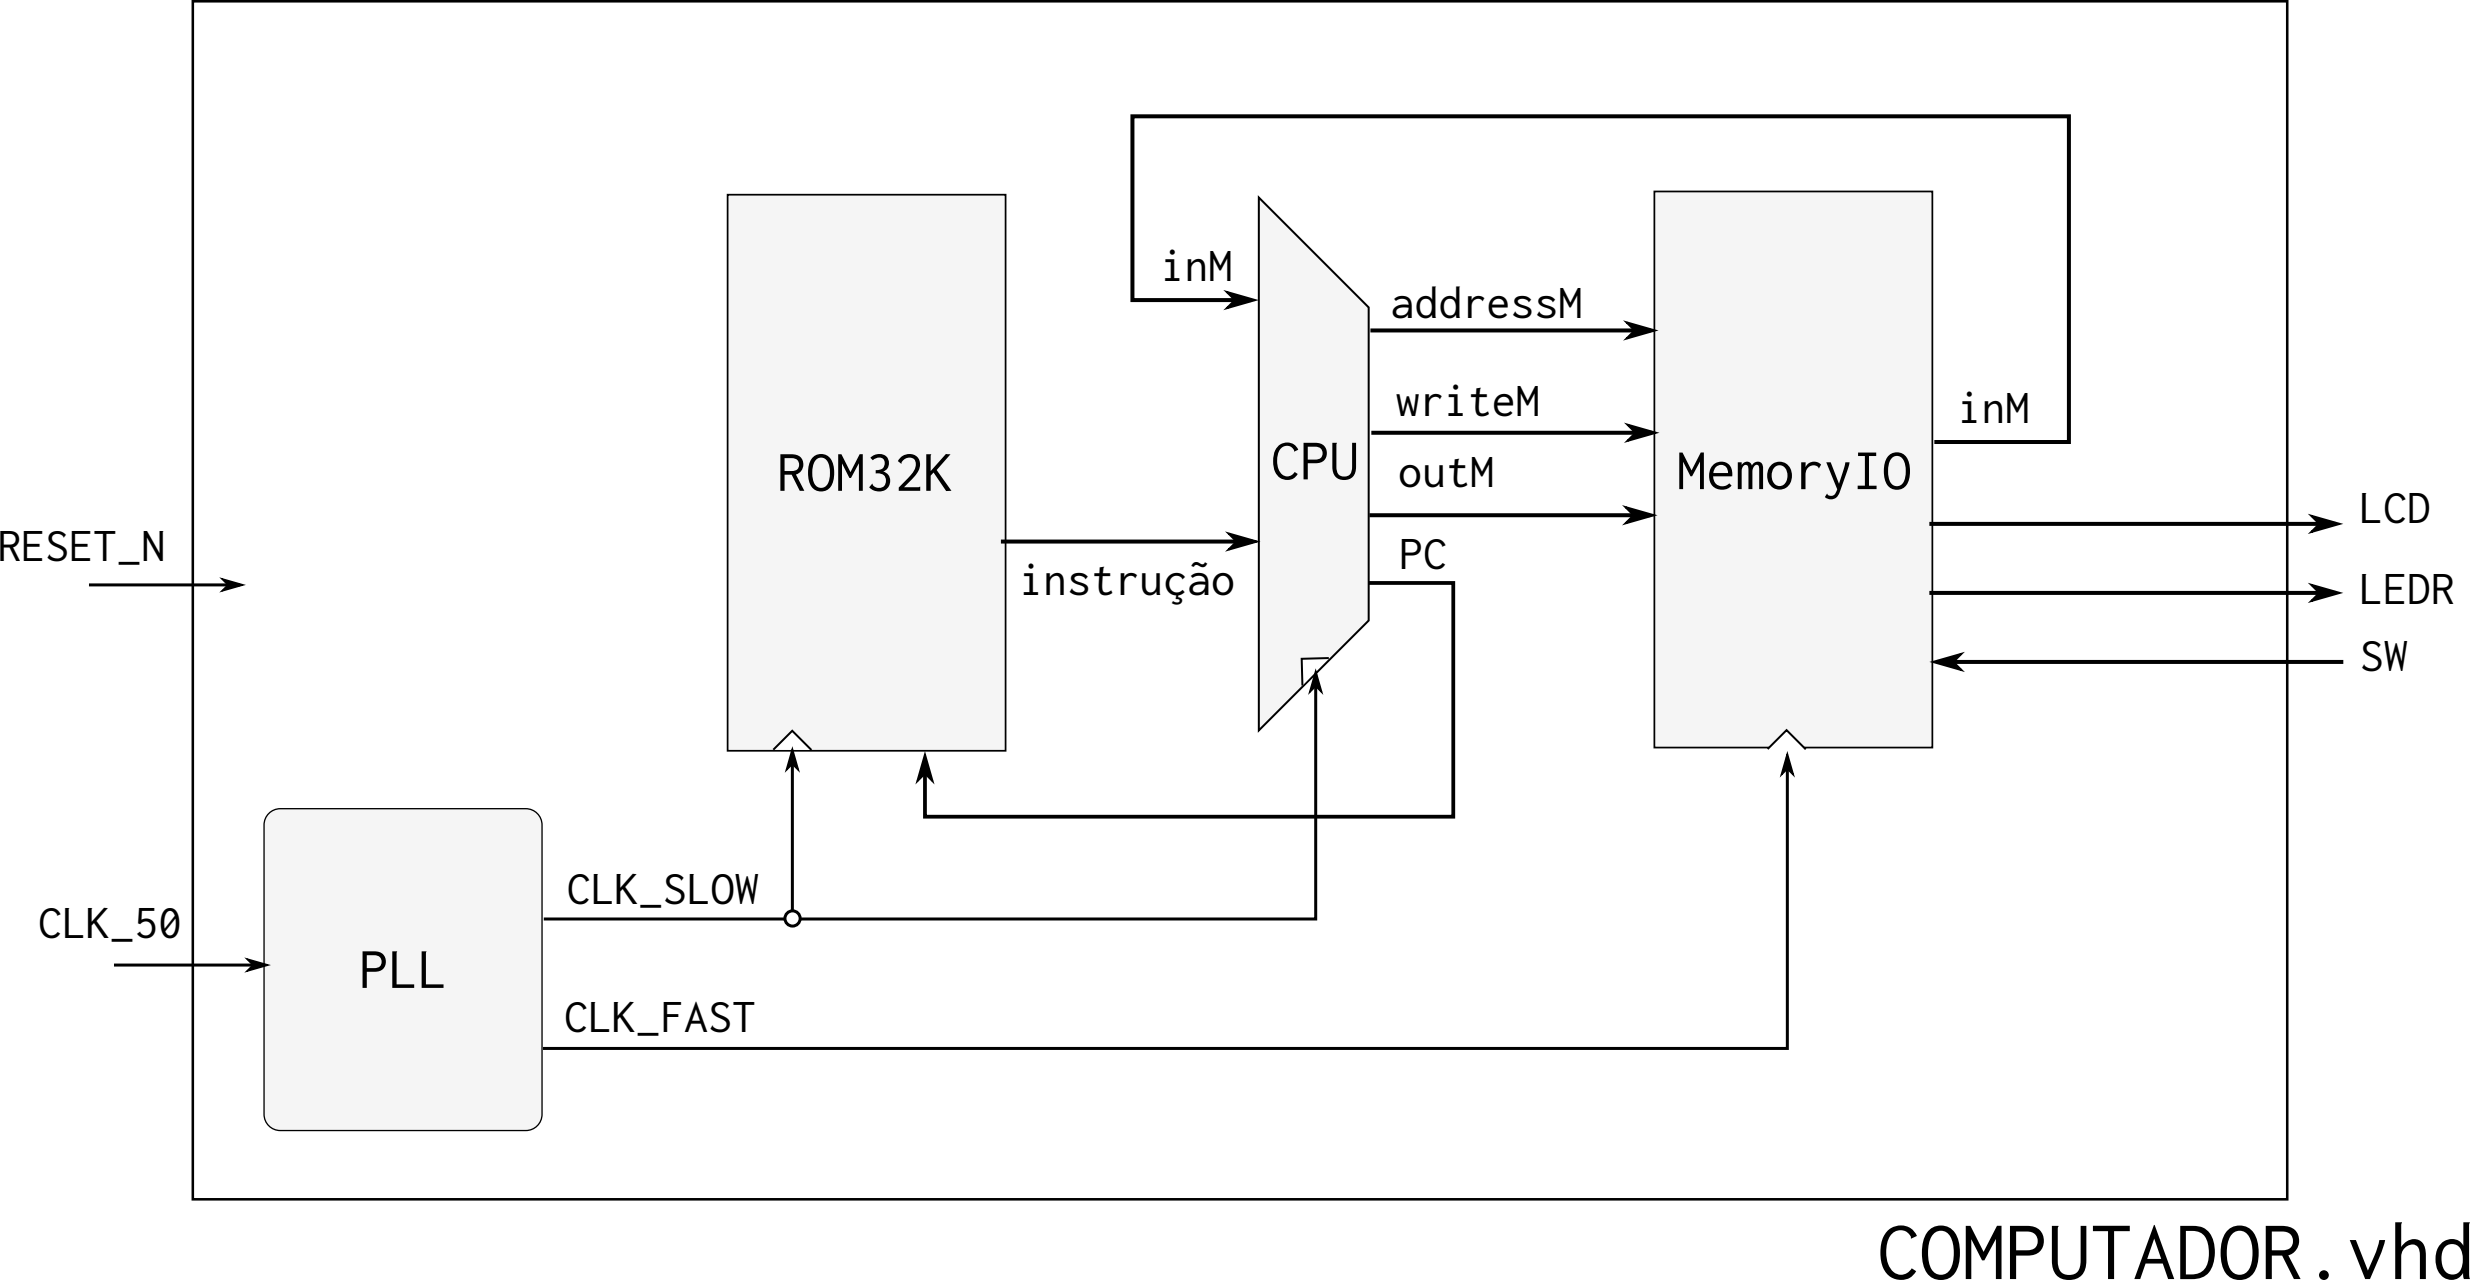 inM
addressM
writeM
inM
CPU
outM
ROM32K
MemoryIO
LCD
RESET_N
PC
instrução
LEDR
SW
CLK_SLOW
CLK_50
PLL
CLK_FAST
COMPUTADOR.vhd